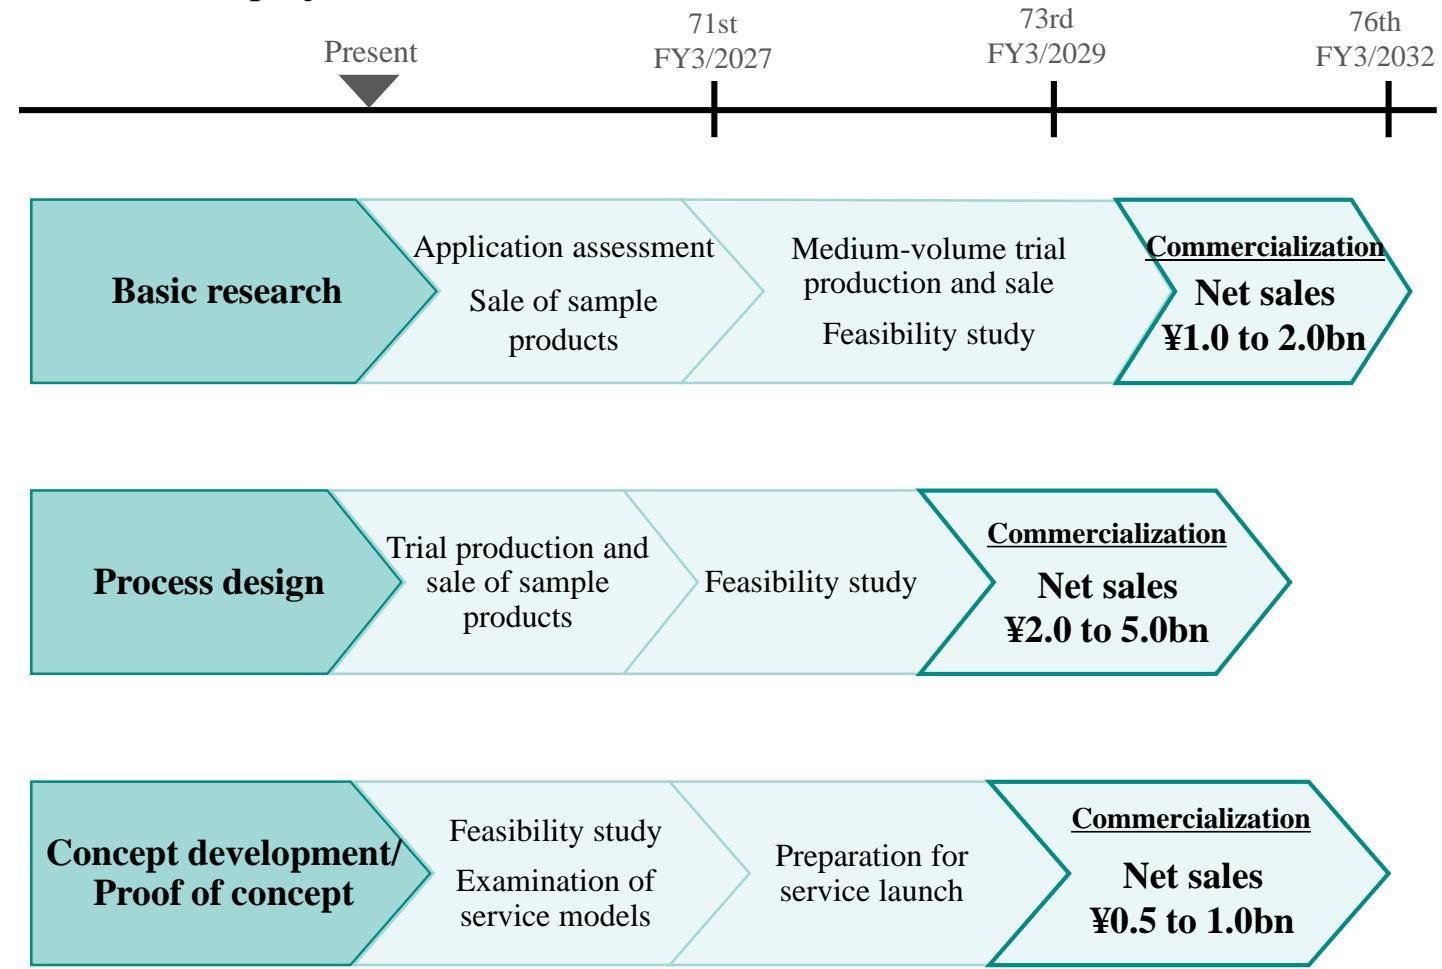 Present
71st
FY3/2027
73rd
FY3/2029
76th
FY3/2032
Basic research
Application assessment
Sale of sample
products
Medium-volume trial
production and sale
Feasibility study
Commercialization
Net sales
¥1.0 to 2.0bn
Process design
Trial production and
sale of sample
products
Feasibility study
Commercialization
Net sales
¥2.0 to 5.0bn
Concept development/
Proof of concept
Feasibility study
Examination of
service models
Preparation for
service launch
Commercialization
Net sales
¥0.5 to 1.0bn